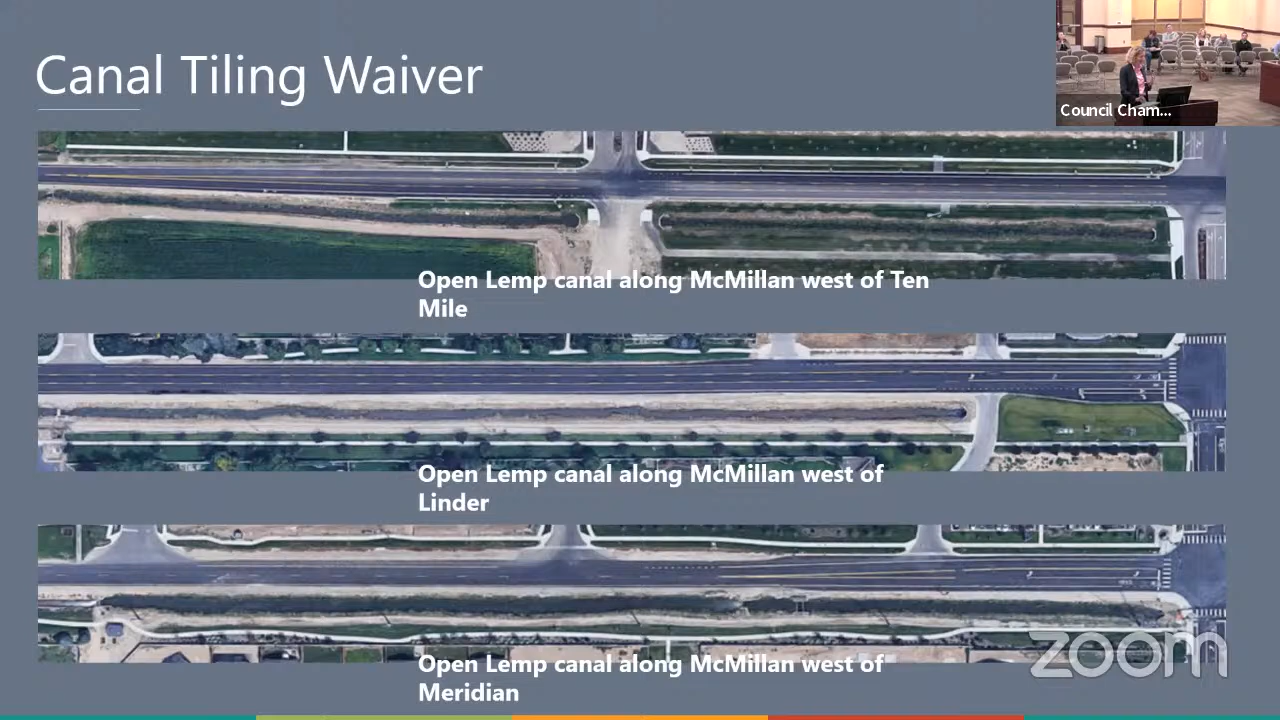 Canal Tiling Waiver
Council Cham...
Open Lemp canal along McMillan west of Ten
Mile
Open Lemp canal along McMillan west of
Linder
Open Lemp canal along McMillan west of
Meridian
zoom